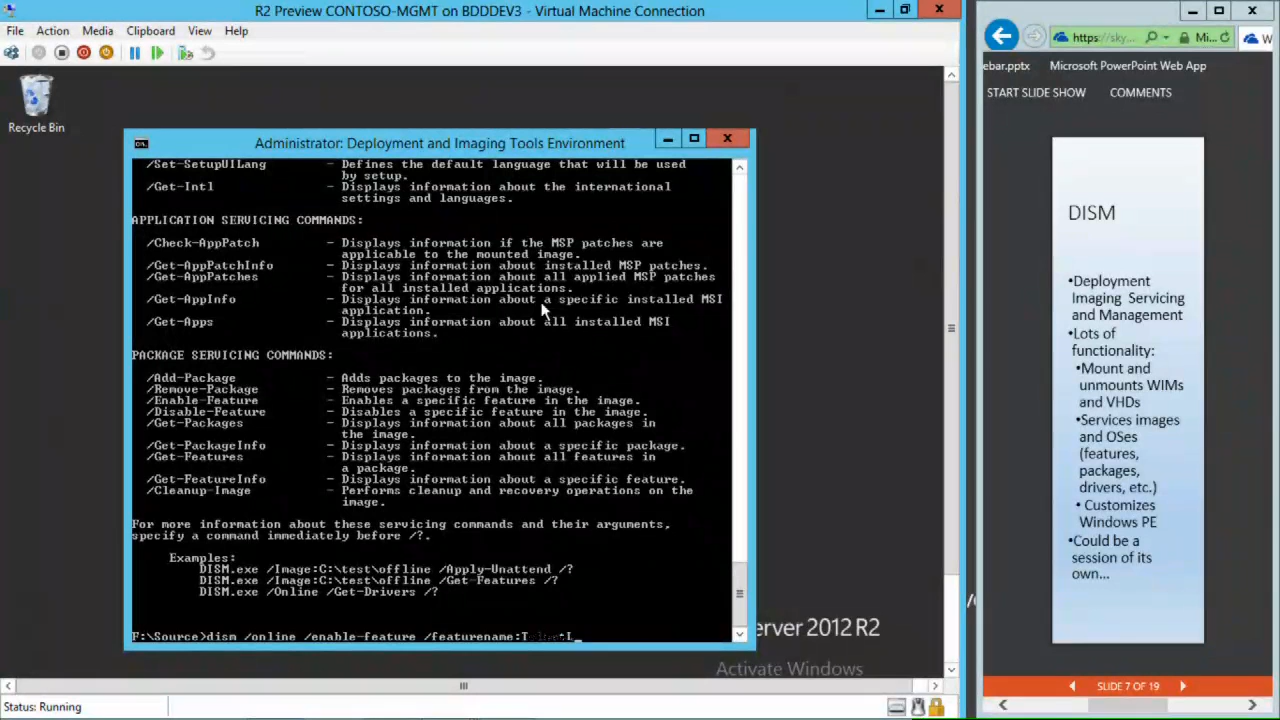 R2 Preview CONTOSO-MGMT on BDDDEV3 - Virtual Machine Connection
File Action Media Clipboard View Help
Recycle Bin
Administrator: Deployment and Imaging Tools Environment
/Set-SetupUILang - Defines the default language that will be used
by setup.
/Get-Intl - Displays information about the international
settings and languages.
APPLICATION SERVICING COMMANDS:
/Check-AppPatch - Displays information if the MSP patches are
applicable to the mounted image.
/Get-AppPatchInfo - Displays information about installed MSP patches.
/Get-AppPatches - Displays information about all applied MSP patches
for all installed applications.
/Get-AppInfo - Displays information about a specific installed MSI
application.
/Get-Apps - Displays information about all installed MSI
applications.
PACKAGE SERVICING COMMANDS:
/Add-Package - Adds packages to the image.
/Remove-Package - Removes packages from the image.
/Enable-Feature - Enables a specific feature in the image.
/Disable-Feature - Disables a specific feature in the image.
/Get-Packages - Displays information about all packages in
the image.
/Get-PackageInfo - Displays information about a specific package.
/Get-Features - Displays information about all features in
a package.
/Get-FeatureInfo - Displays information about a specific feature.
/Cleanup-Image - Performs cleanup and recovery operations on the
image.
For more information about these servicing commands and their arguments,
specify a command immediately before /?.
Examples:
DISM.exe /Image:C:\test\offline /Apply-Unattend /?
DISM.exe /Image:C:\test\offline /Get-Features /?
DISM.exe /Online /Get-Drivers /?
F:\Source>dism /online /enable-feature
erver 2012 R2
Activate Windows
Status: Running
https://sky... Mi...
ebar.pptx Microsoft PowerPoint Web App
START SLIDE SHOW COMMENTS
DISM
•Deployment
Imaging Servicing
and Management
•Lots of
functionality:
•Mount and
unmounts WIMs
and VHDs
•Services images
and OSes
(features,
packages,
drivers, etc.)
•Customizes
Windows PE
•Could be a
session of its
own...
SLIDE 7 OF 19